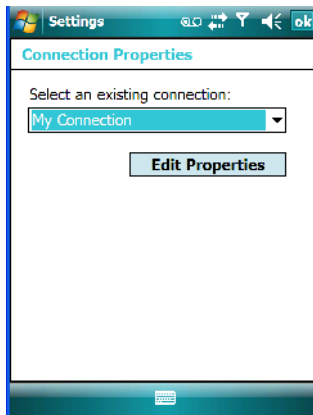 Settings ok
Connection Properties
Select an existing connection:
My Connection
Edit Properties